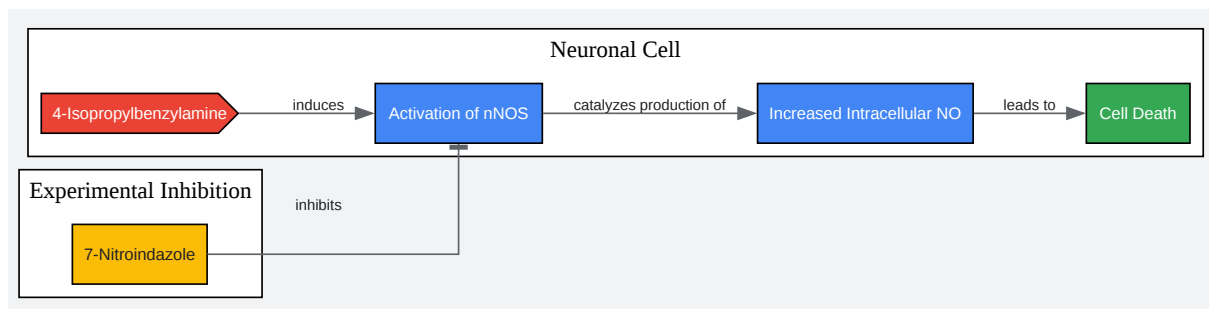 Neuronal Cell
4-Isopropylbenzylamine
induces
Activation of nNOS
catalyzes production of
Increased Intracellular NO
leads to
Cell Death
Experimental Inhibition
inhibits
7-Nitroindazole